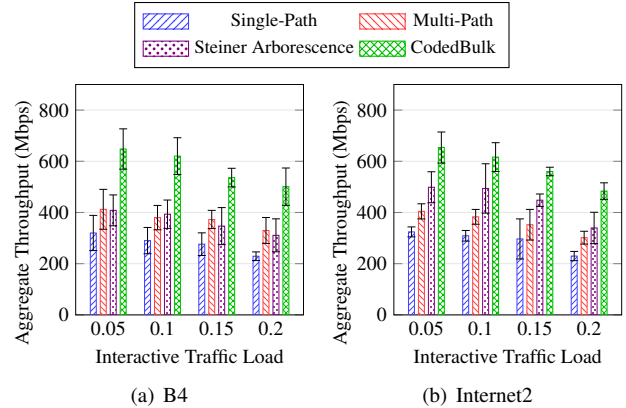 Single-Path
Multi-Path
Steiner Arborescence
CodedBulk
Aggregate Throughput (Mbps)
800
600
400
200
0
0.05 0.1 0.15 0.2
Interactive Traffic Load
(a) B4
Aggregate Throughput (Mbps)
800
600
400
200
0
0.05 0.1 0.15 0.2
Interactive Traffic Load
(b) Internet2